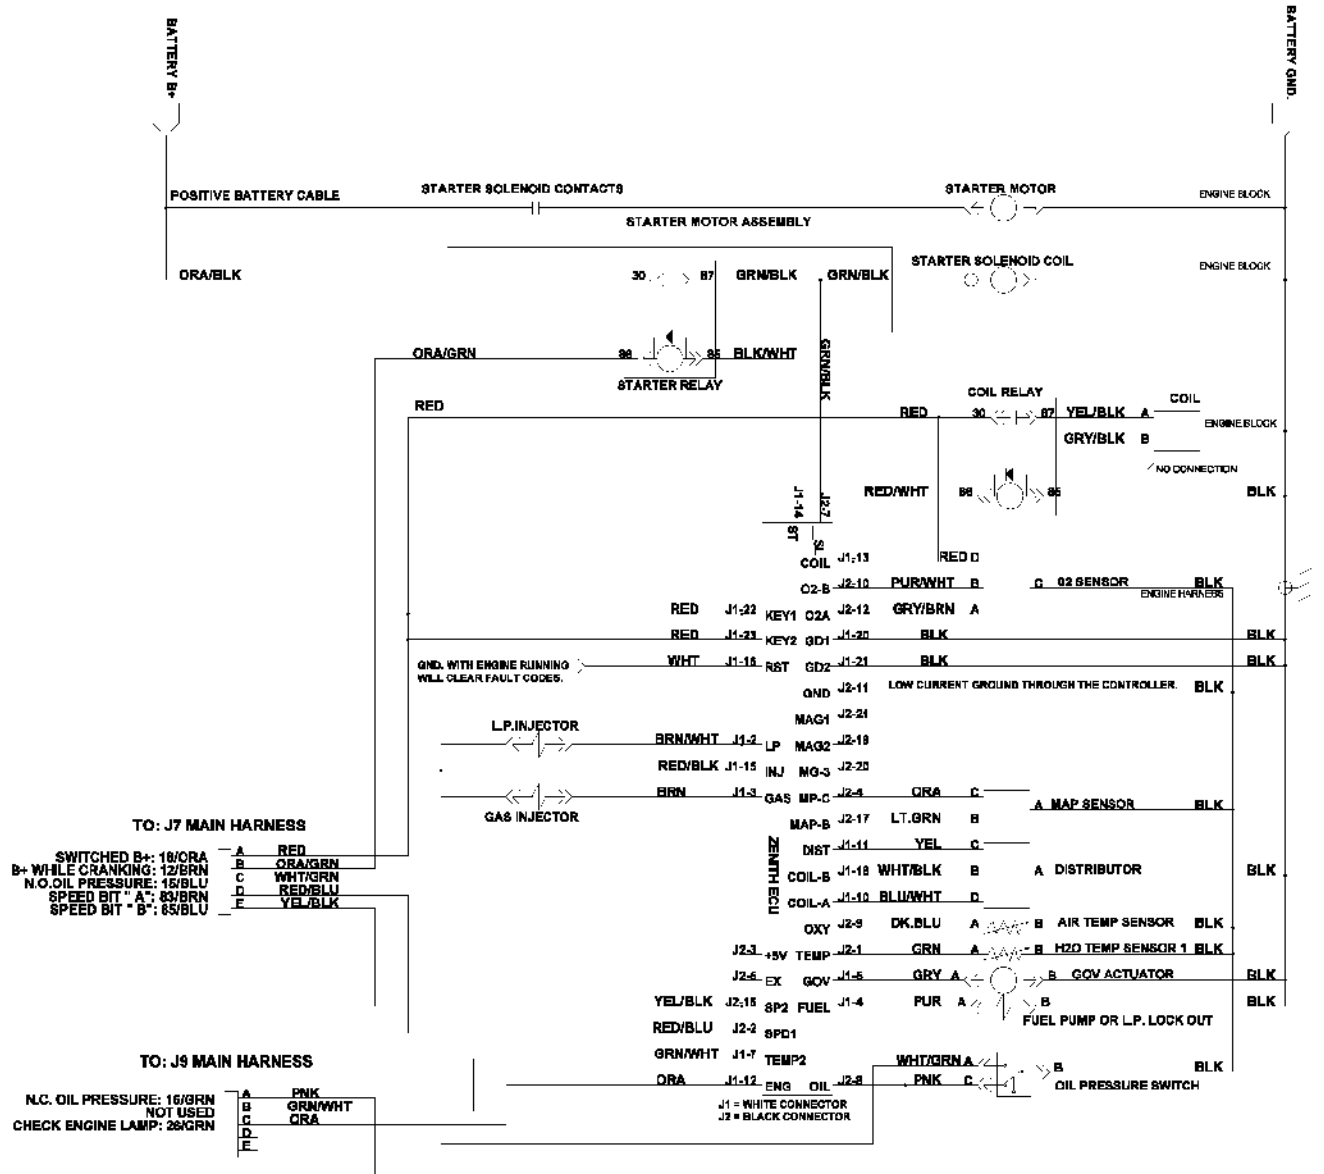 BATTERY B+
BATTERY GND.
POSITIVE BATTERY CABLE
STARTER SOLENOID CONTACTS
STARTER MOTOR
ENGINE BLOCK
STARTER MOTOR ASSEMBLY
ORA/BLK
30
87
GRN/BLK
GRN/BLK
STARTER SOLENOID COIL
ENGINE BLOCK
ORA/GRN
86
85
BLK/WHT
GRN/BLK
STARTER RELAY
RED
RED
COIL RELAY
30
87
YEL/BLK A
COIL
ENGINE BLOCK
GRY/BLK B
NO CONNECTION
RED/WHT
86
85
BLK
J1-14
J2-7
ST
SL
COIL J1-13
RED D
O2-B J2-10 PUR/WHT B
C 02 SENSOR
BLK
ENGINE HARNESS
RED J1-22 KEY1 O2A J2-12 GRY/BRN A
RED J1-23 KEY2 GD1 J1-20 BLK
BLK
GND. WITH ENGINE RUNNING
WILL CLEAR FAULT CODES.
WHT J1-16 RST GD2 J1-21 BLK
BLK
GND J2-11 LOW CURRENT GROUND THROUGH THE CONTROLLER. BLK
MAG1 J2-21
L.P.INJECTOR
BRN/WHT J1-2 LP MAG2 J2-19
RED/BLK J1-15 INJ MG-3 J2-20
GAS INJECTOR
BRN J1-3 GAS MP-C J2-4 ORA C
A MAP SENSOR BLK
MAP-B J2-17 LT.GRN B
DIST J1-11 YEL C
ZENITH ECU
COIL-B J1-18 WHT/BLK B
A DISTRIBUTOR BLK
COIL-A J1-10 BLU/WHT D
OXY J2-9 DK.BLU A B AIR TEMP SENSOR BLK
J2-3 +5V TEMP J2-1 GRN A B H2O TEMP SENSOR 1 BLK
J2-6 EX GOV J1-5 GRY A B GOV ACTUATOR BLK
YEL/BLK J2-15 SP2 FUEL J1-4 PUR A B BLK
FUEL PUMP OR L.P. LOCK OUT
RED/BLU J2-2 SPD1
GRN/WHT J1-7 TEMP2
WHT/GRN A
B BLK
ORA J1-12 ENG OIL J2-8 PNK C
OIL PRESSURE SWITCH
J1 = WHITE CONNECTOR
J2 = BLACK CONNECTOR
TO: J7 MAIN HARNESS
SWITCHED B+: 18/ORA A RED
B+ WHILE CRANKING: 12/BRN B ORA/GRN
N.O.OIL PRESSURE: 15/BLU C WHT/GRN
SPEED BIT " A": 83/BRN D RED/BLU
SPEED BIT " B": 85/BLU E YEL/BLK
TO: J9 MAIN HARNESS
N.C. OIL PRESSURE: 16/GRN A PNK
NOT USED B GRN/WHT
CHECK ENGINE LAMP: 26/GRN C ORA
D
E